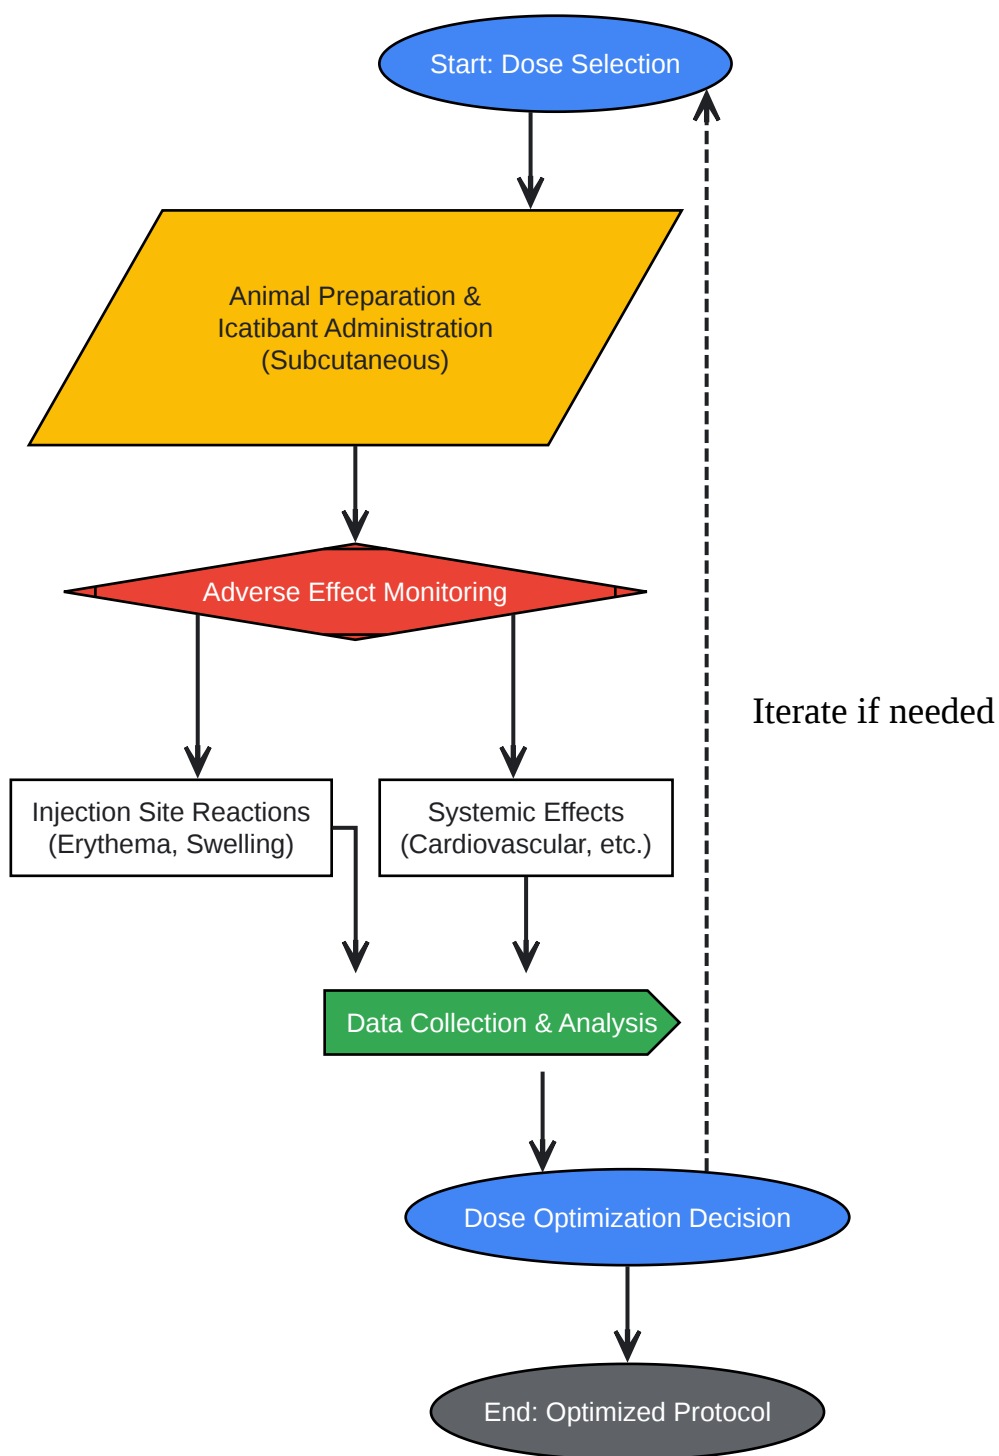 Start: Dose Selection
Animal Preparation &
Icatibant Administration
(Subcutaneous)
Adverse Effect Monitoring
Iterate if needed
Injection Site Reactions
(Erythema, Swelling)
Systemic Effects
(Cardiovascular, etc.)
Data Collection & Analysis
Dose Optimization Decision
End: Optimized Protocol